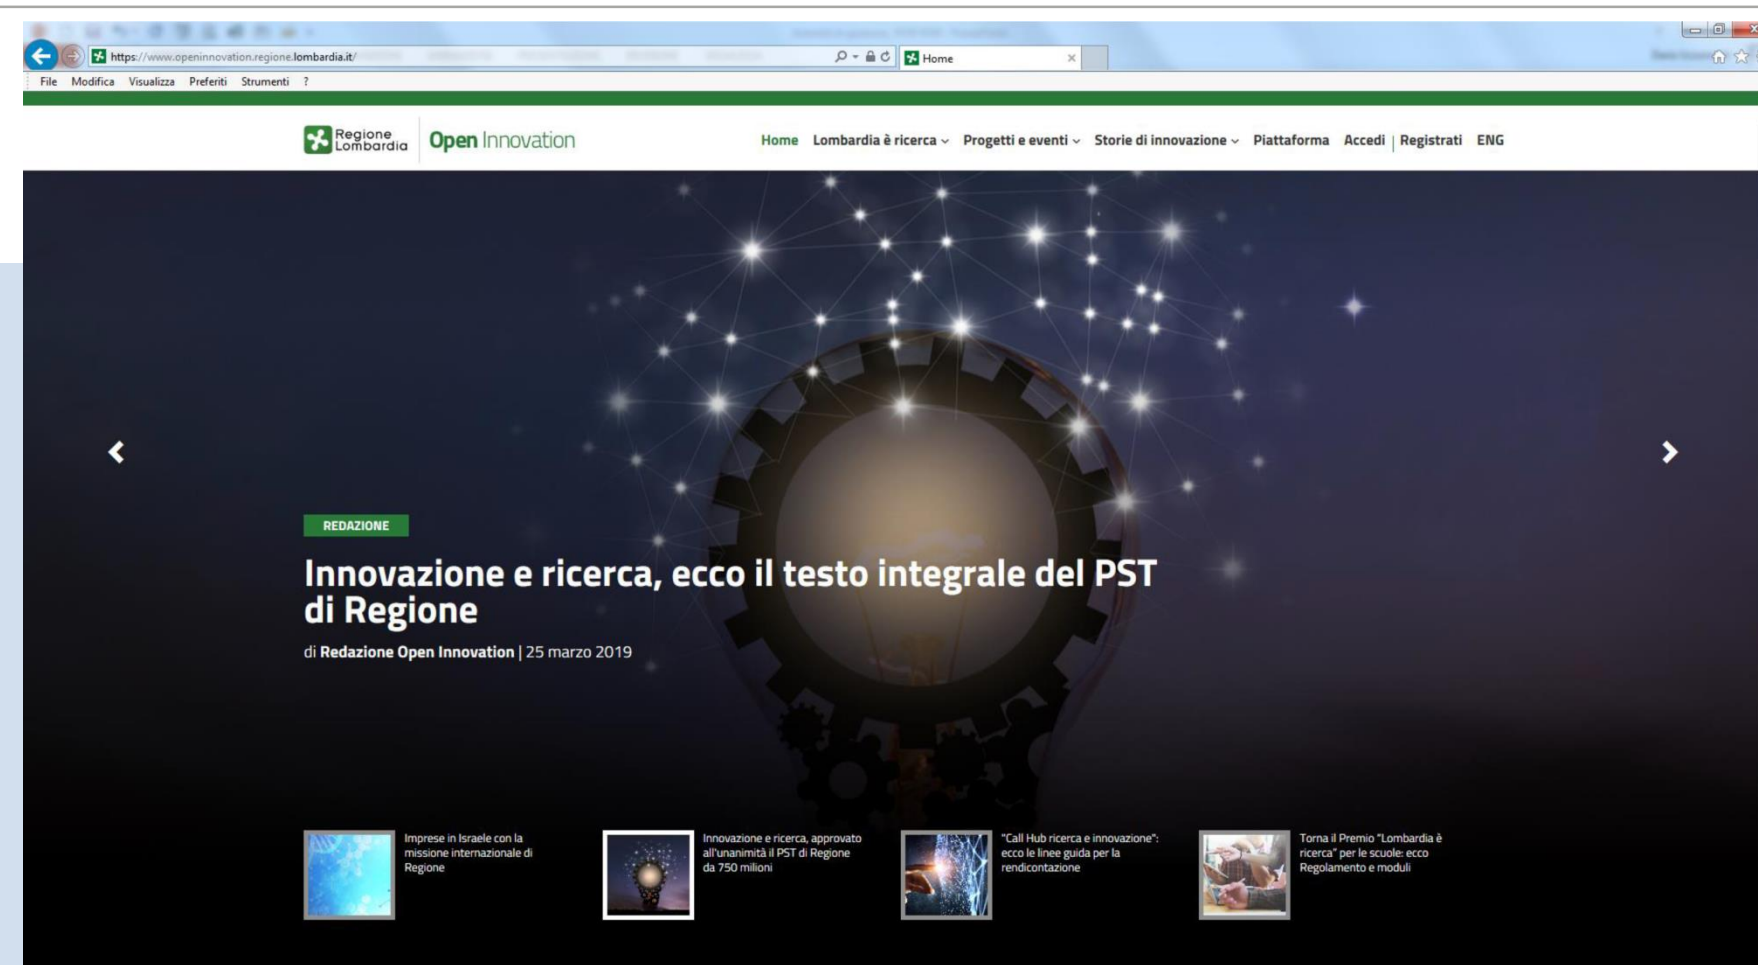 https://www.openinnovation.regione.lombardia.it/
Home
File Modifica Visualizza Preferiti Strumenti ?
Regione
Lombardia
Open Innovation
Home Lombardia è ricerca Progetti e eventi Storie di innovazione Piattaforma Accedi | Registrati ENG
REDAZIONE
Innovazione e ricerca, ecco il testo integrale del PST
di Regione
di Redazione Open Innovation | 25 marzo 2019
Imprese in Israele con la
missione internazionale di
Regione
Innovazione e ricerca, approvato
all'unanimità il PST di Regione
da 750 milioni
"Call Hub ricerca e innovazione":
ecco le linee guida per la
rendicontazione
Torna il Premio "Lombardia è
ricerca" per le scuole: ecco
Regolamento e moduli